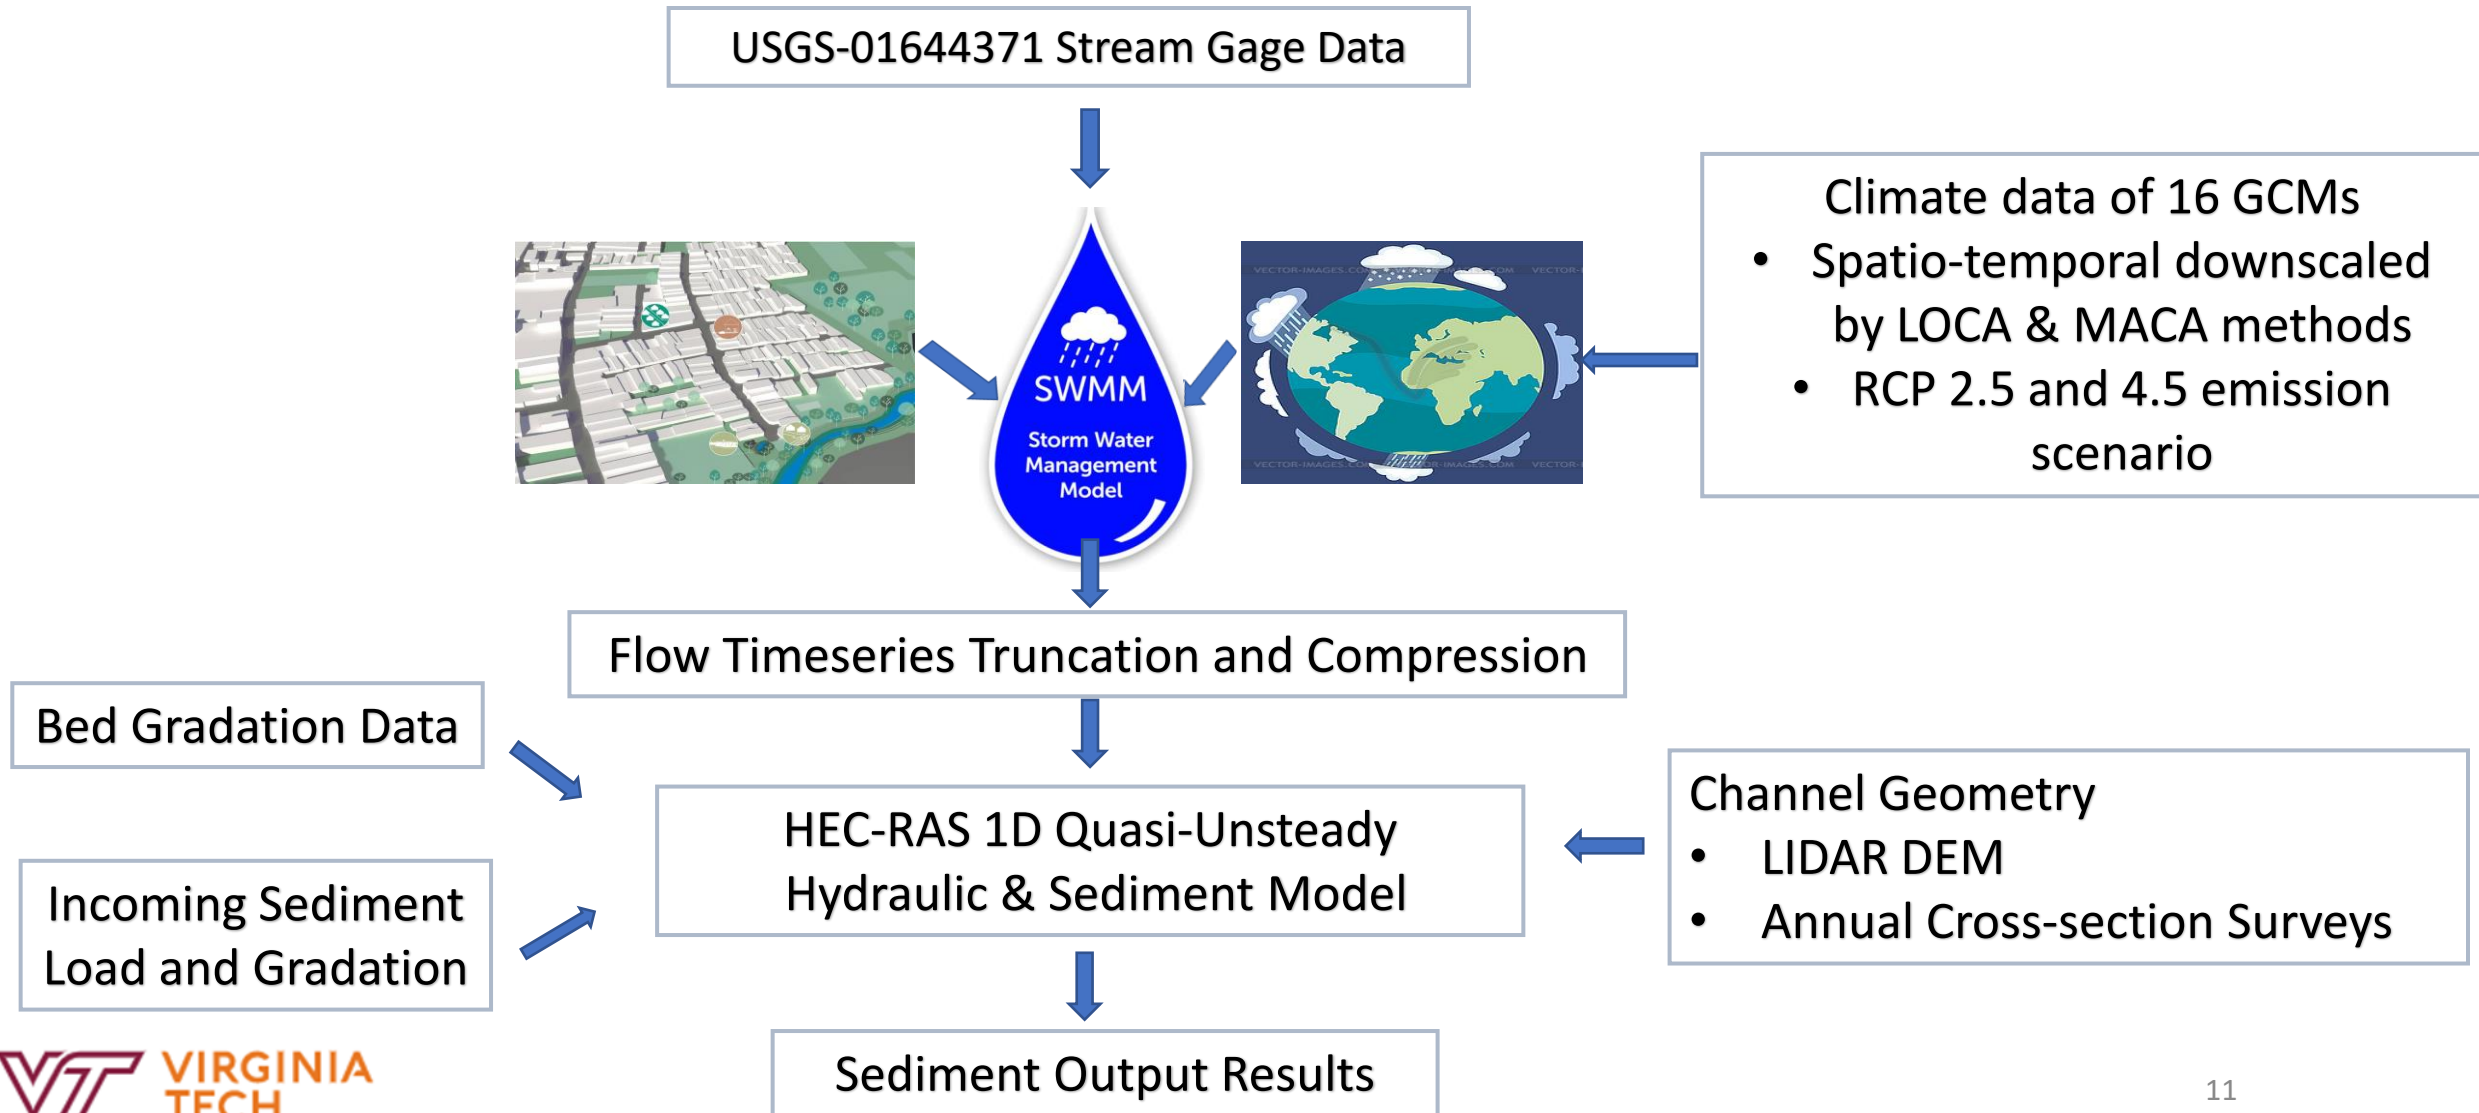 USGS-01644371 Stream Gage Data
Climate data of 16 GCMs
• Spatio-temporal downscaled
by LOCA & MACA methods
• RCP 2.5 and 4.5 emission
scenario
SWMM
Storm Water
Management
Model
Flow Timeseries Truncation and Compression
Bed Gradation Data
HEC-RAS 1D Quasi-Unsteady
Hydraulic & Sediment Model
Channel Geometry
• LIDAR DEM
• Annual Cross-section Surveys
Incoming Sediment
Load and Gradation
Sediment Output Results
VT VIRGINIA
TECH
11